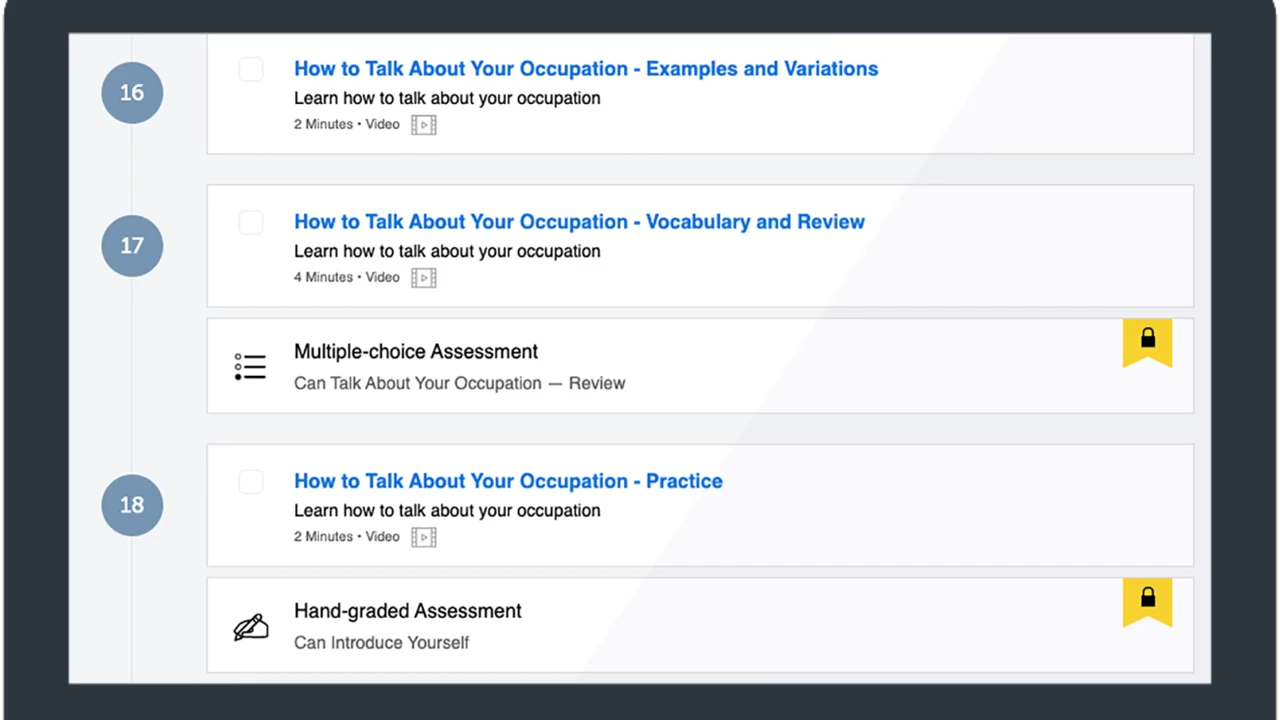 16
How to Talk About Your Occupation - Examples and Variations
Learn how to talk about your occupation
2 Minutes • Video
17
How to Talk About Your Occupation - Vocabulary and Review
Learn how to talk about your occupation
4 Minutes • Video
Multiple-choice Assessment
Can Talk About Your Occupation — Review
18
How to Talk About Your Occupation - Practice
Learn how to talk about your occupation
2 Minutes • Video
Hand-graded Assessment
Can Introduce Yourself